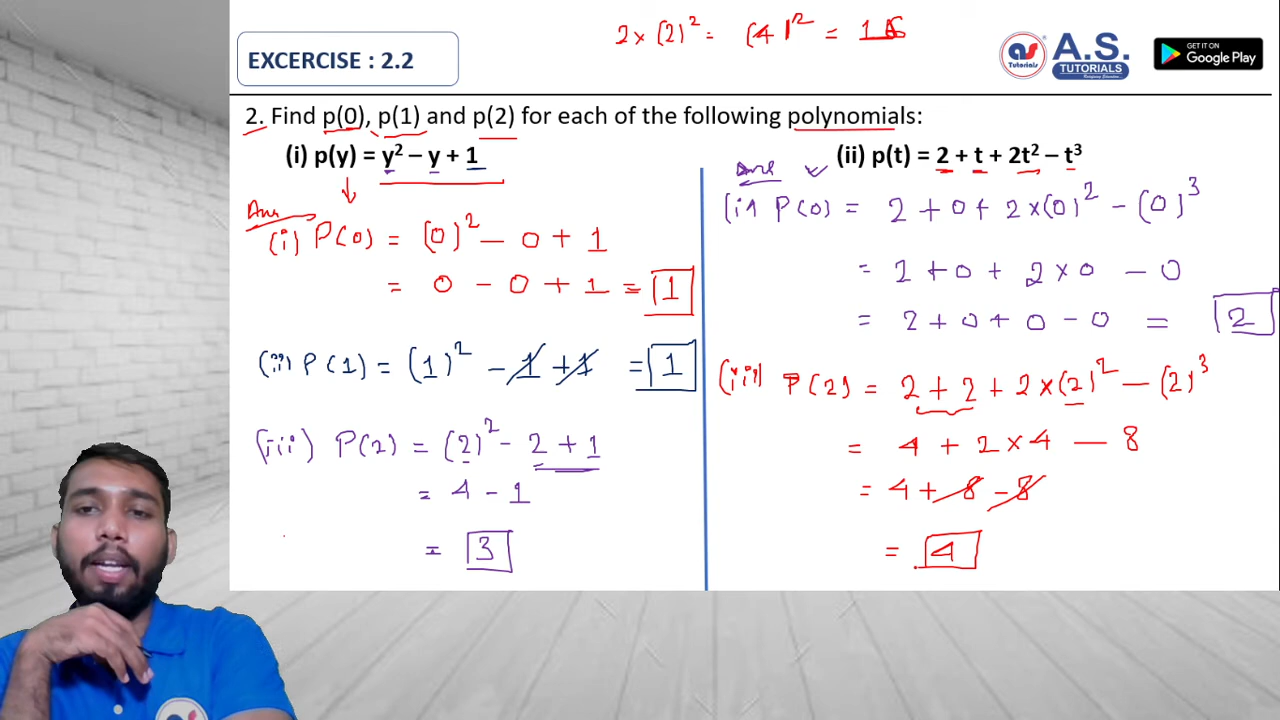 2 × (2)² = (4)² = 16
EXCERCISE : 2.2
as Tutorials
A.S. TUTORIALS
GET IT ON Google Play
2. Find p(0), p(1) and p(2) for each of the following polynomials:
(i) p(y) = y² – y + 1
Ans
(i) P(0) = (0)² – 0 + 1
= 0 – 0 + 1 = 1
(ii) P(1) = (1)² – 1 + 1 = 1
(iii) P(2) = (2)² - 2 + 1
= 4 - 1
= 3
(ii) p(t) = 2 + t + 2t² – t³
Ans
(i) P(0) = 2 + 0 + 2 × (0)² – (0)³
= 2 + 0 + 2 × 0 – 0
= 2 + 0 + 0 – 0 = 2
(iii) P(2) = 2 + 2 + 2 × (2)² – (2)³
= 4 + 2 × 4 – 8
= 4 + 8 – 8
= 4